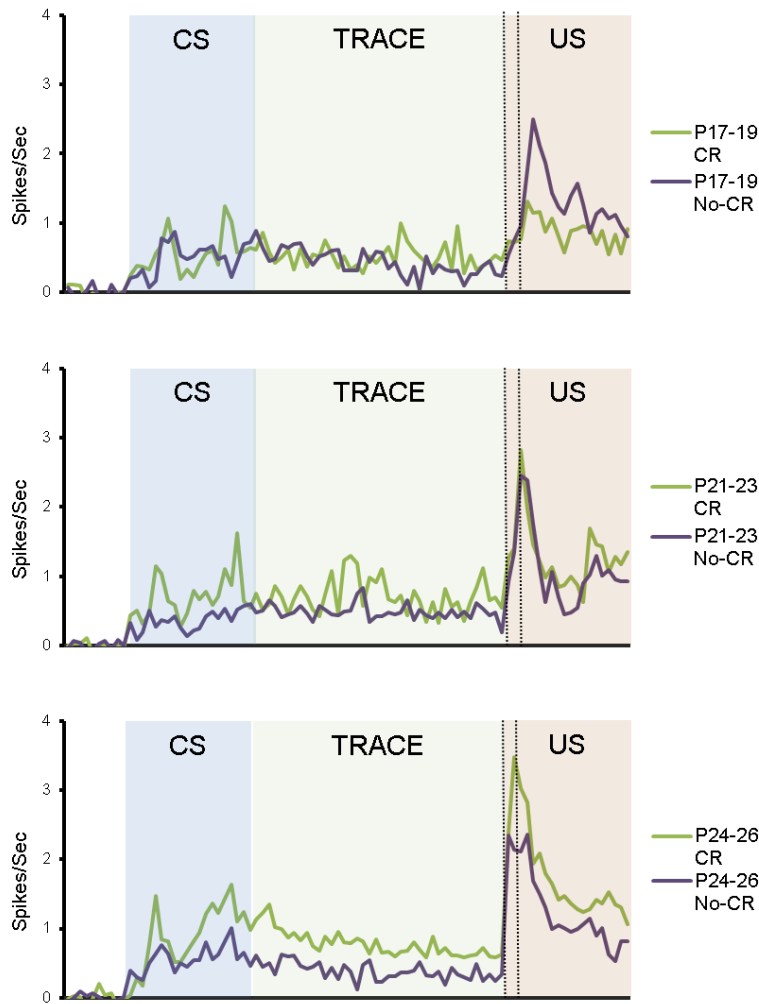 4
CS
TRACE
US
3
2
1
0
Spikes/Sec
P17-19
CR
P17-19
No-CR
4
CS
TRACE
US
3
2
1
0
Spikes/Sec
P21-23
CR
P21-23
No-CR
4
CS
TRACE
US
3
2
1
0
Spikes/Sec
P24-26
CR
P24-26
No-CR